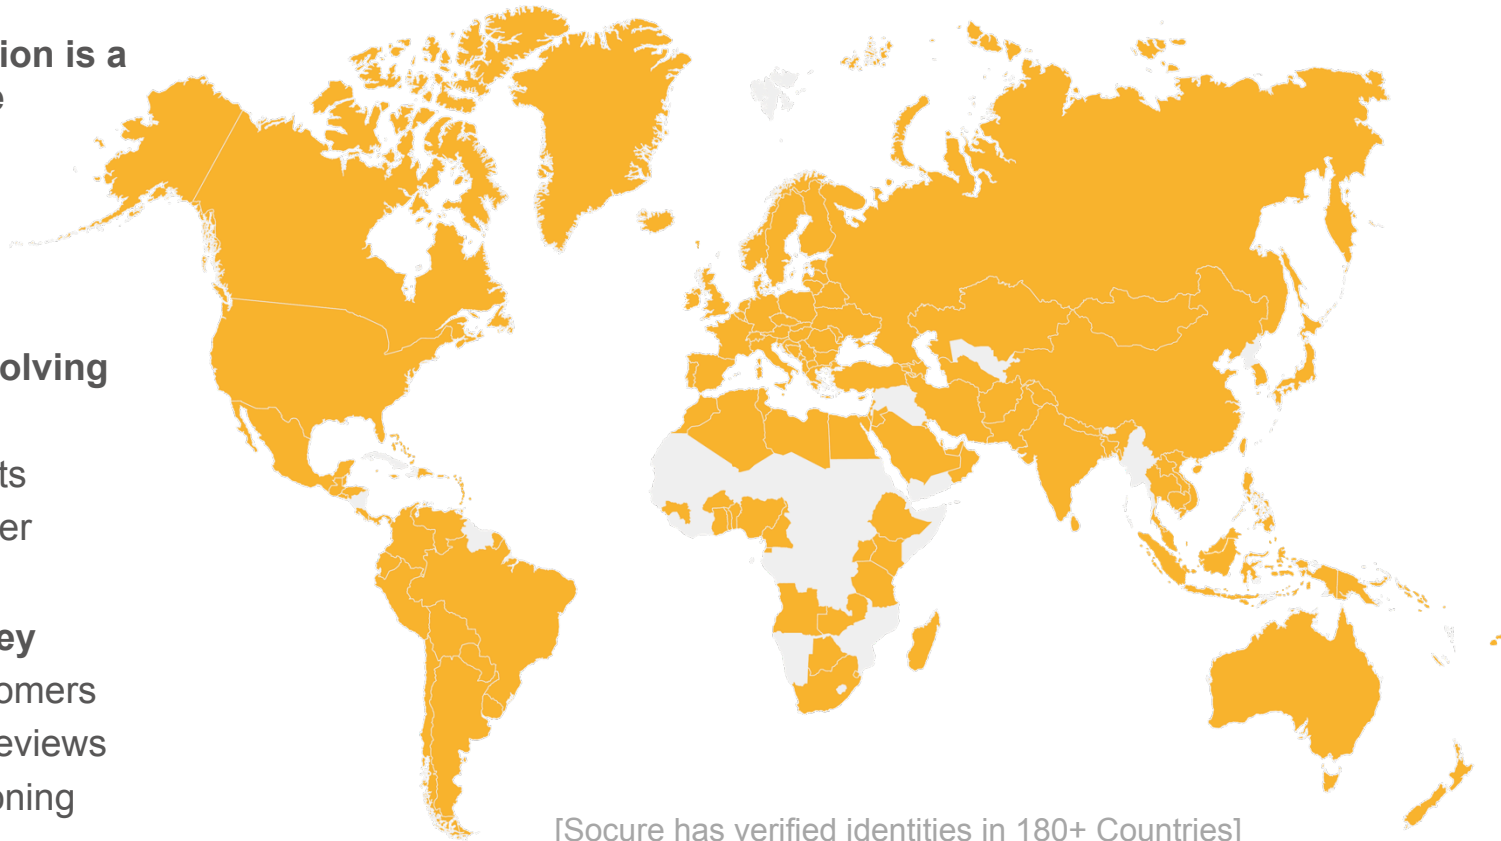 ion is a
e
olving
ts
er
ey
omers
eviews
oning
[Socure has verified identities in 180+ Countries]